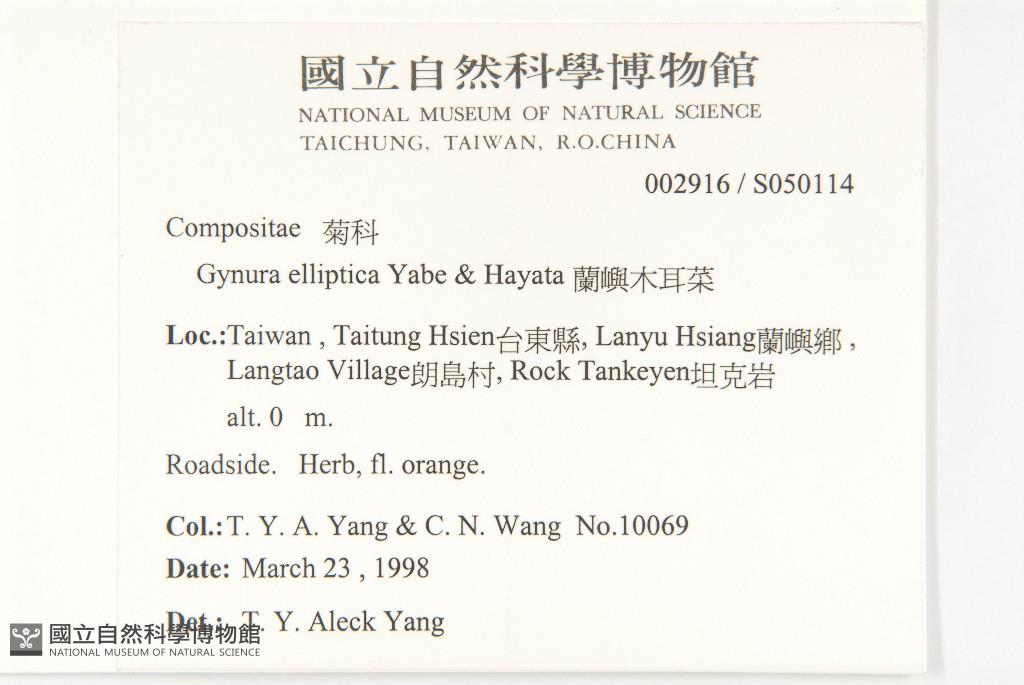 國立自然科學博物館
NATIONAL MUSEUM OF NATURAL SCIENCE
TAICHUNG, TAIWAN, R.O.CHINA
002916 / S050114
Compositae 菊科
Gynura elliptica Yabe & Hayata 蘭嶼木耳菜
Loc.:Taiwan , Taitung Hsien台東縣, Lanyu Hsiang蘭嶼鄉 ,
Langtao Village朗島村, Rock Tankeyen坦克岩
alt. 0 m.
Roadside. Herb, fl. orange.
Col.:T. Y. A. Yang & C. N. Wang No.10069
Date: March 23 , 1998
Det.: T. Y. Aleck Yang
國立自然科學博物館
NATIONAL MUSEUM OF NATURAL SCIENCE